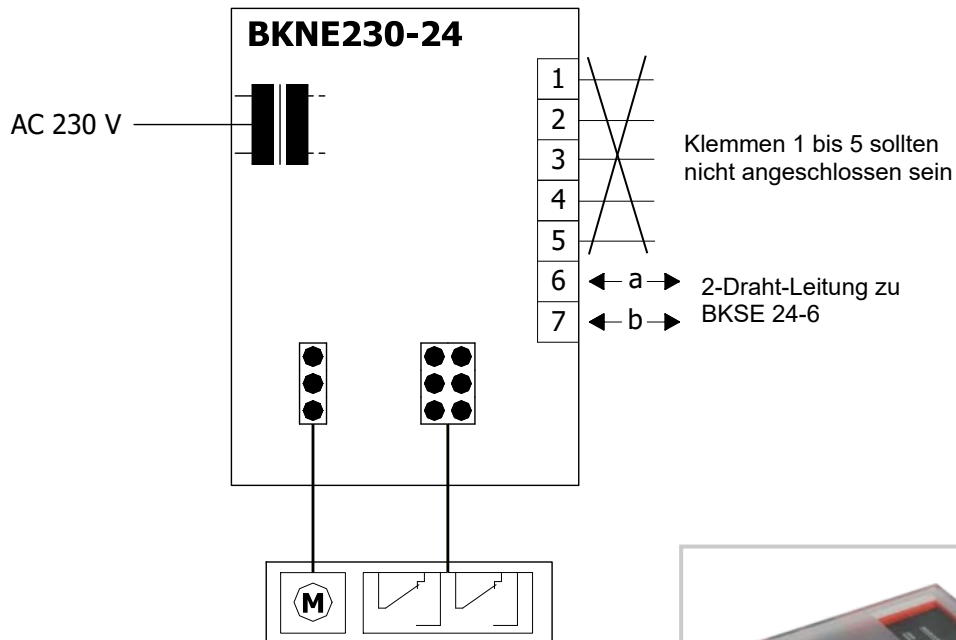 BKNE230-24
AC 230 V
1
2
3
4
5
6
7
Klemmen 1 bis 5 sollten
nicht angeschlossen sein
a
b
2-Draht-Leitung zu
BKSE 24-6
M